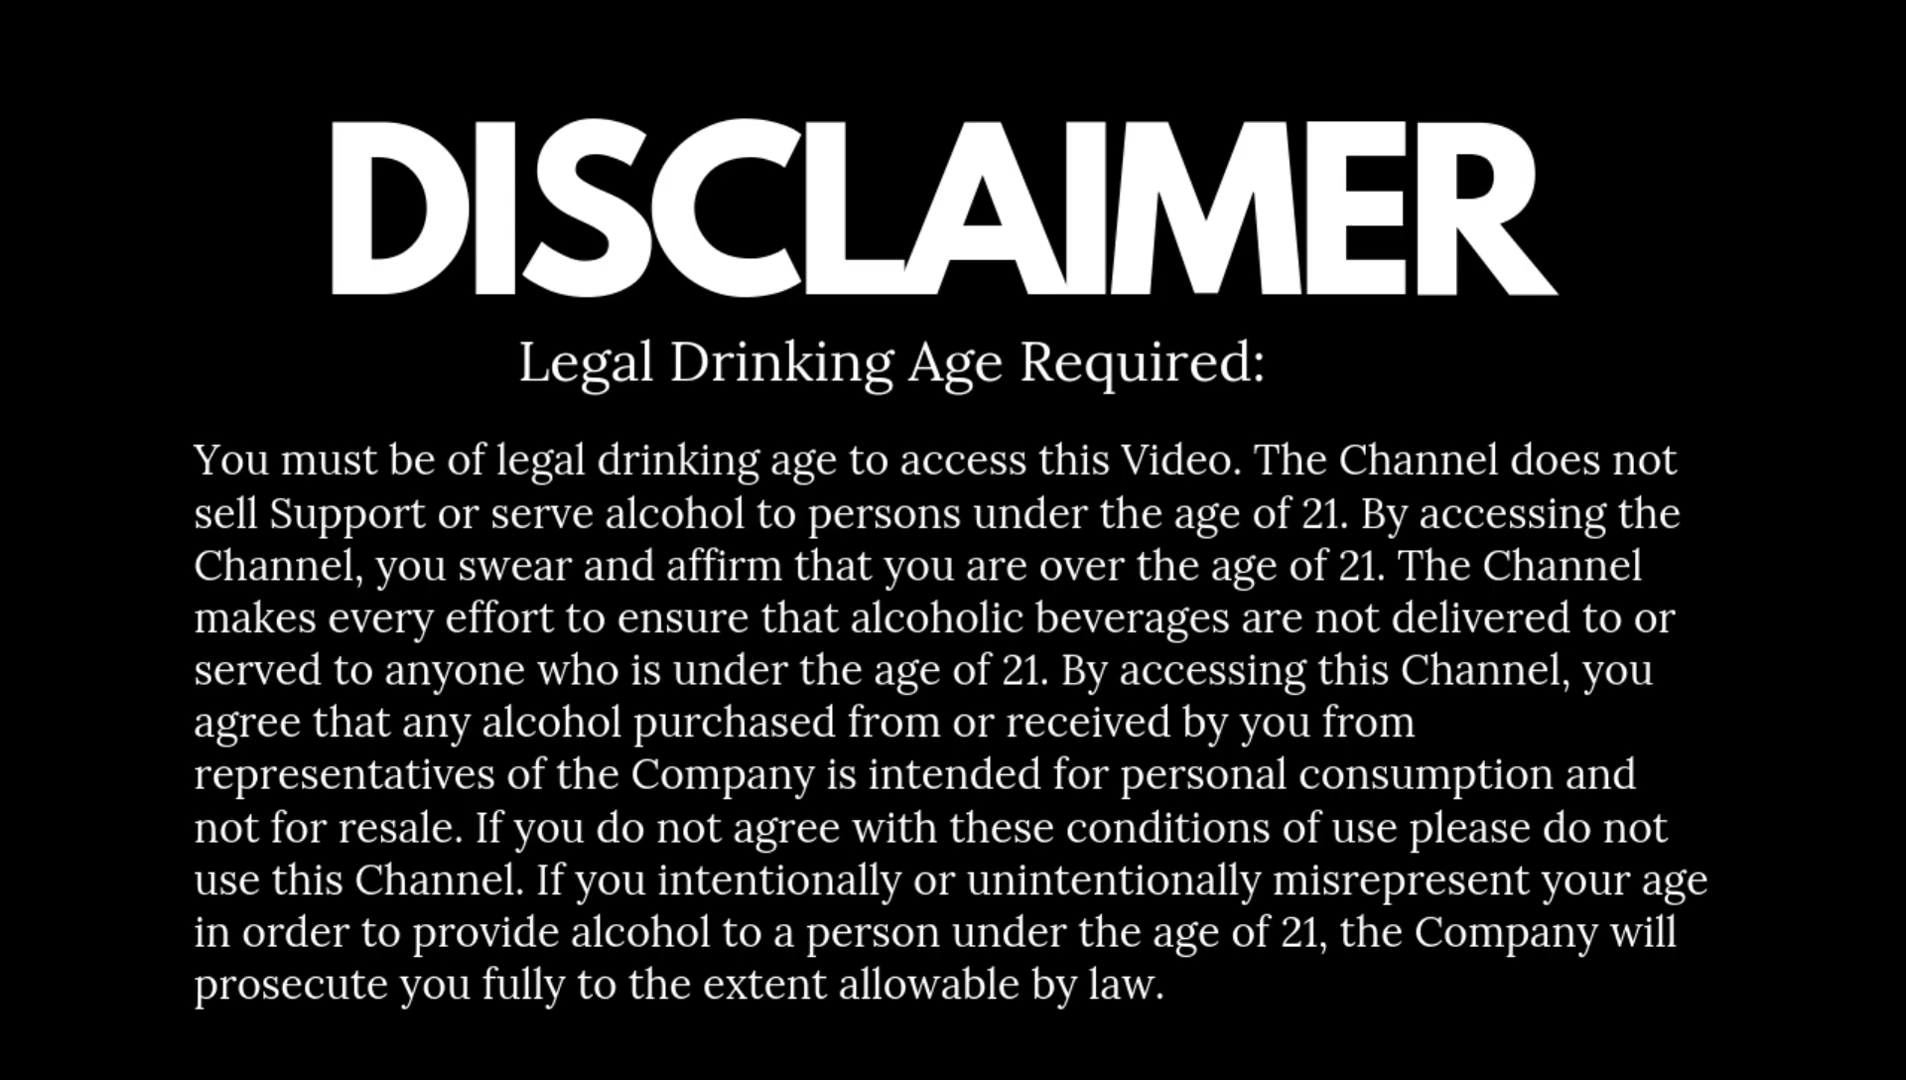 DISCLAIMER
Legal Drinking Age Required:
You must be of legal drinking age to access this Video. The Channel does not
sell Support or serve alcohol to persons under the age of 21. By accessing the
Channel, you swear and affirm that you are over the age of 21. The Channel
makes every effort to ensure that alcoholic beverages are not delivered to or
served to anyone who is under the age of 21. By accessing this Channel, you
agree that any alcohol purchased from or received by you from
representatives of the Company is intended for personal consumption and
not for resale. If you do not agree with these conditions of use please do not
use this Channel. If you intentionally or unintentionally misrepresent your age
in order to provide alcohol to a person under the age of 21, the Company will
prosecute you fully to the extent allowable by law.